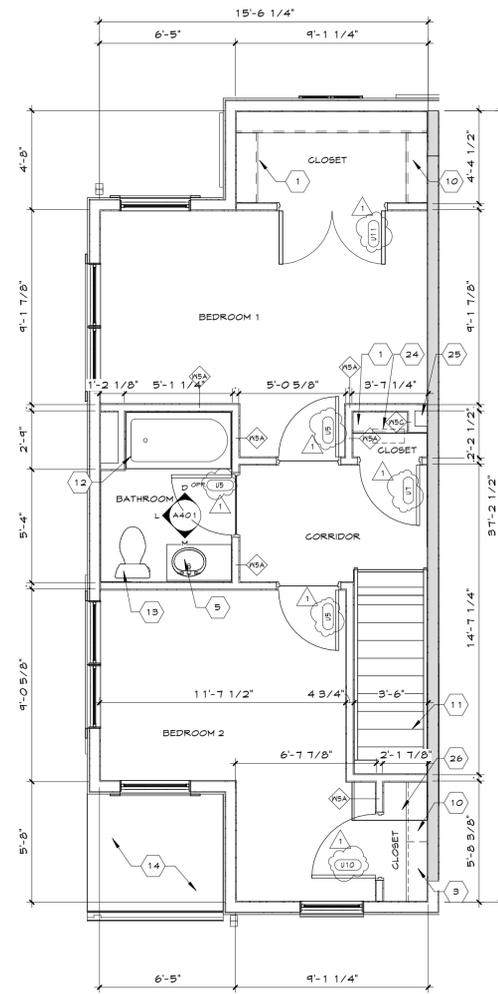 15'-6 1/4"
6'-5"
9'-1 1/4"
4'-8"
CLOSET
1
10
4'-4 1/2"
1
U11
9'-1 7/8"
BEDROOM 1
9'-1 7/8"
1
24
25
W5A
W5A
1'-2 1/8"
5'-1 1/4"
5'-0 5/8"
3'-7 1/4"
2'-9"
W5A
U5
1
W5A
W5C
CLOSET
2'-2 1/2"
12
BATHROOM
D
OPP.
U5
1
L
A401
M
1
U7
37'-2 1/2"
5'-4"
CORRIDOR
W5A
13
5
1
U5
14'-7 1/4"
9'-0 5/8"
11'-7 1/2"
4 3/4"
3'-6"
11
BEDROOM 2
6'-7 7/8"
2'-1 7/8"
26
W5A
10
5'-8"
14
1
U10
CLOSET
3
5'-8 3/8"
6'-5"
9'-1 1/4"